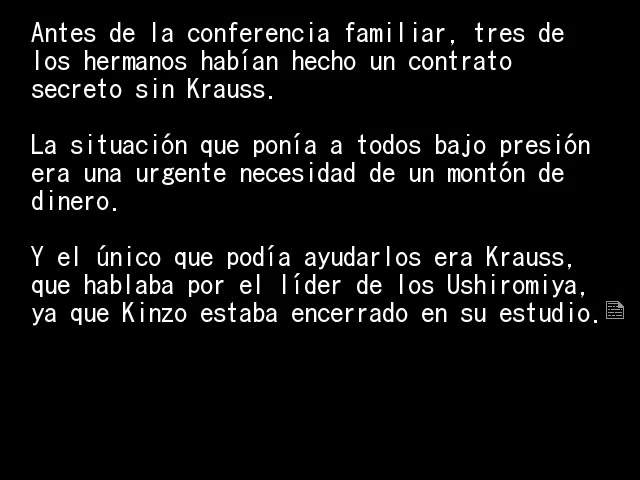 Antes de la conferencia familiar, tres de
los hermanos habían hecho un contrato
secreto sin Krauss.
La situación que ponía a todos bajo presión
era una urgente necesidad de un montón de
dinero.
Y el único que podía ayudarlos era Krauss,
que hablaba por el líder de los Ushiromiya,
ya que Kinzo estaba encerrado en su estudio.